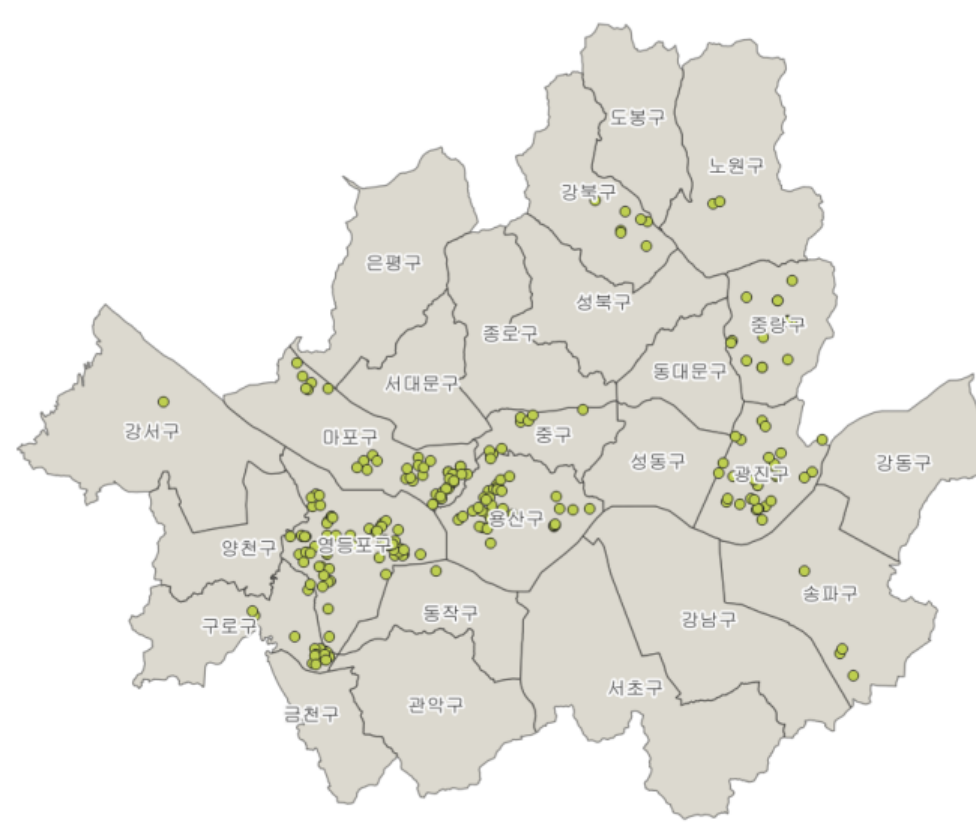 도봉구
노원구
강북구
은평구
성북구
중랑구
종로구
동대문구
서대문구
강서구
마포구
중구
성동구
광진구
강동구
용산구
양천구
영등포구
송파구
동작구
강남구
구로구
서초구
관악구
금천구